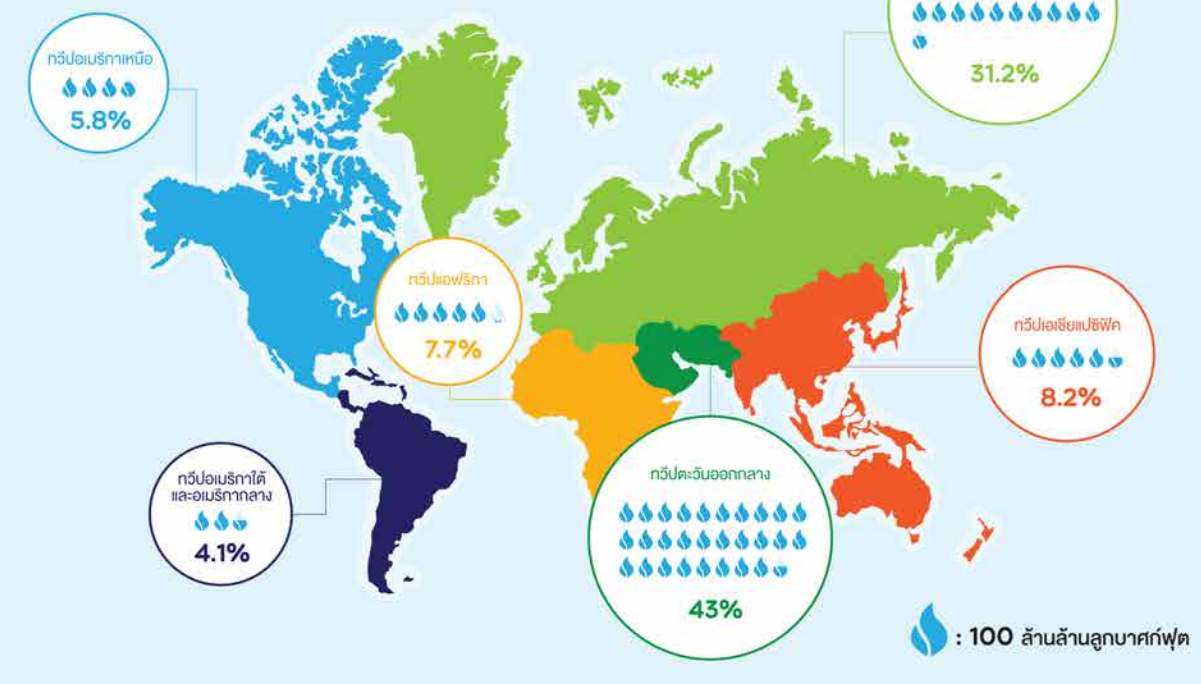 31.2%
ทวีปอเมริกาเหนือ
5.8%
ทวีปแอฟริกา
7.7%
ทวีปเอเชียแปซิฟิค
8.2%
ทวีปอเมริกาใต้
และอเมริกากลาง
4.1%
ทวีปตะวันออกกลาง
43%
: 100 ล้านล้านลูกบาศก์ฟุต